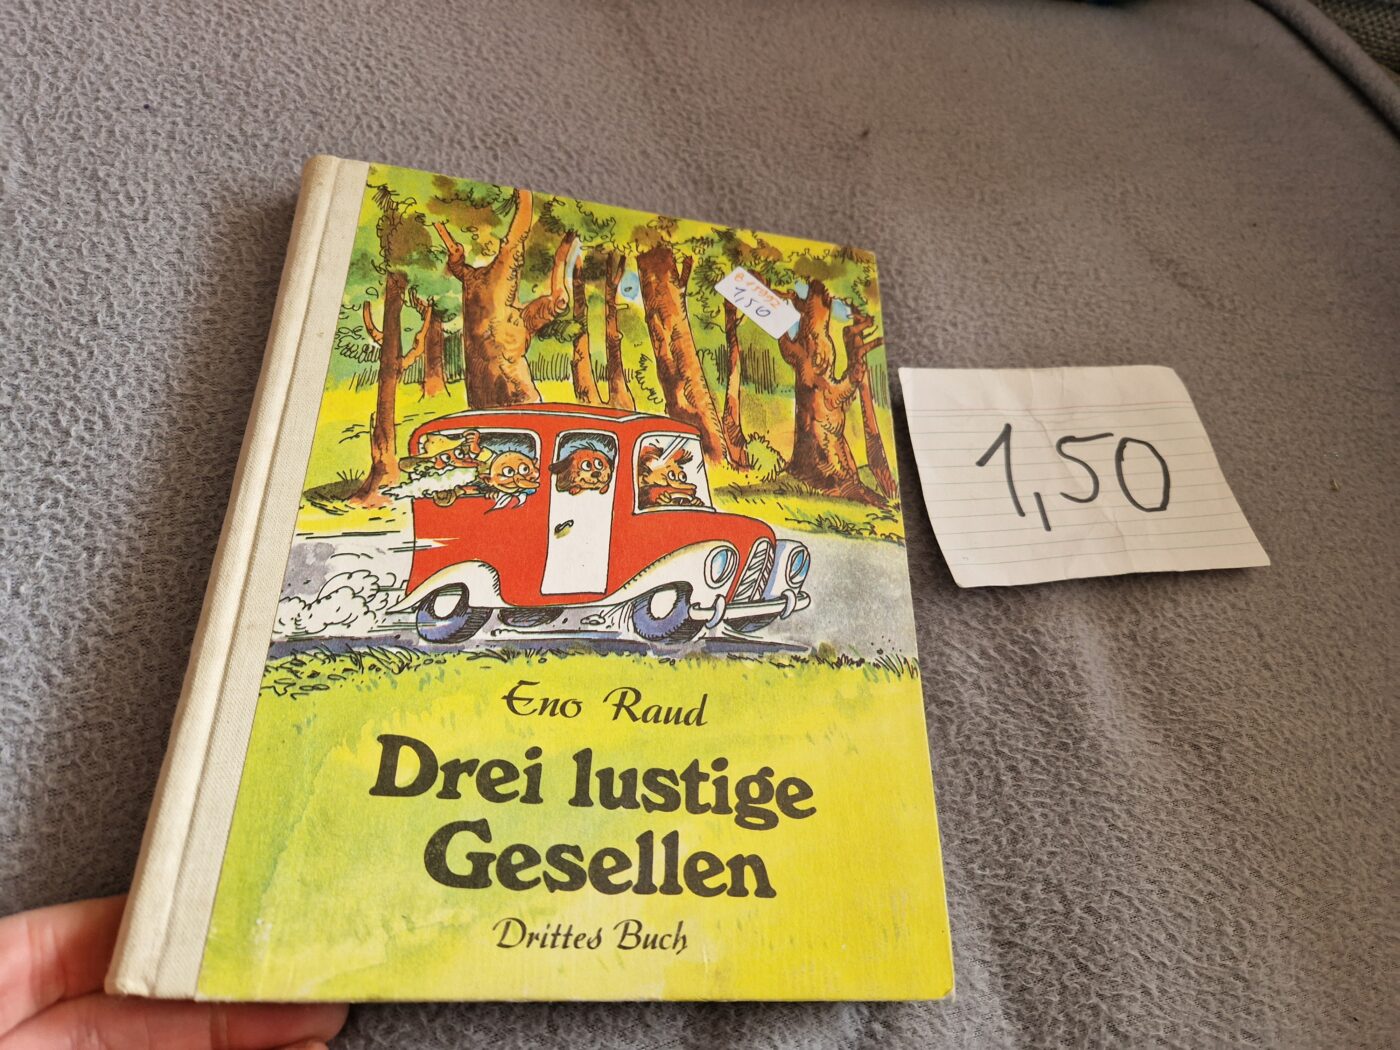 1,50
1,50
Eno Raud
Drei lustige
Gesellen
Drittes Buch